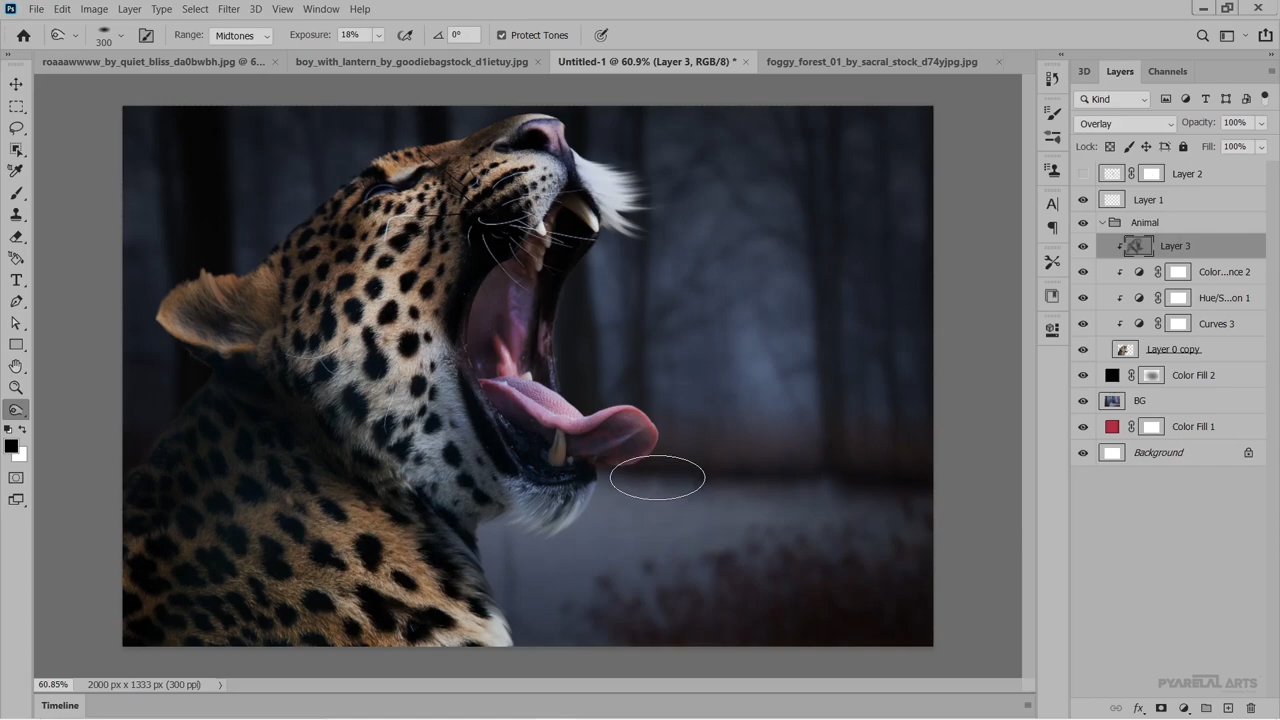 Ps File Edit Image Layer Type Select Filter 3D View Window Help
300 Range: Midtones Exposure: 18% 0° Protect Tones
roaaawwww_by_quiet_bliss_da0bwbh.jpg @ 6... × boy_with_lantern_by_goodiebagstock_d1ietuy.jpg × Untitled-1 @ 60.9% (Layer 3, RGB/8) * × foggy_forest_01_by_sacral_stock_d74yjpg.jpg ×
3D Layers Channels
Kind
Overlay Opacity: 100%
Lock: Fill: 100%
Layer 2
Layer 1
Animal
Layer 3
Color...nce 2
Hue/S...on 1
Curves 3
Layer 0 copy
Color Fill 2
BG
Color Fill 1
Background
60.85% 2000 px x 1333 px (300 ppi)
PYARELAL ARTS
Timeline
fx